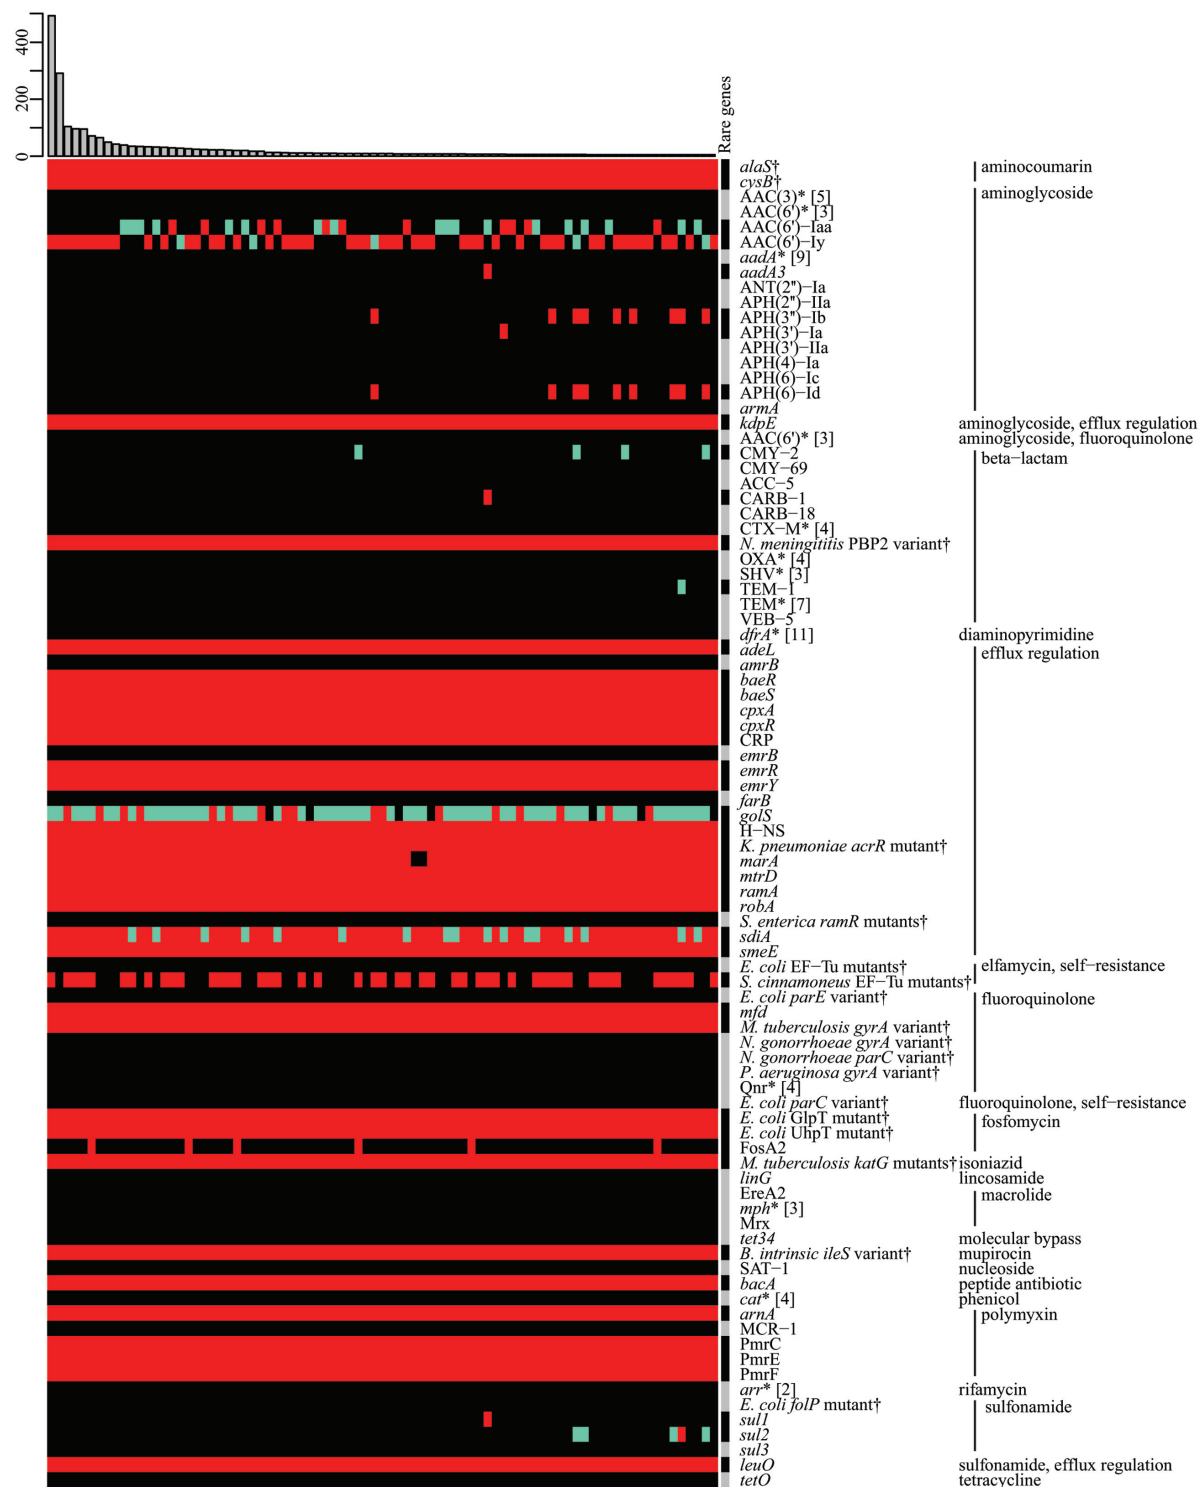 400
200
0
Rare genes
alaS† aminocoumarin
cysB†
AAC(3)* [5] aminoglycoside
AAC(6')* [3]
AAC(6')−Iaa
AAC(6')−Iy
aadA* [9]
aadA3
ANT(2")−Ia
APH(2")−IIa
APH(3")−Ib
APH(3')−Ia
APH(3')−IIa
APH(4)−Ia
APH(6)−Ic
APH(6)−Id
armA
kdpE aminoglycoside, efflux regulation
AAC(6')* [3] aminoglycoside, fluoroquinolone
CMY−2 beta−lactam
CMY−69
ACC−5
CARB−1
CARB−18
CTX−M* [4]
N. meningititis PBP2 variant†
OXA* [4]
SHV* [3]
TEM−1
TEM* [7]
VEB−5
dfrA* [11] diaminopyrimidine
adeL efflux regulation
amrB
baeR
baeS
cpxA
cpxR
CRP
emrB
emrR
emrY
farB
golS
H−NS
K. pneumoniae acrR mutant†
marA
mtrD
ramA
robA
S. enterica ramR mutants†
sdiA
smeE
E. coli EF−Tu mutants† elfamycin, self−resistance
S. cinnamoneus EF−Tu mutants†
E. coli parE variant† fluoroquinolone
mfd
M. tuberculosis gyrA variant†
N. gonorrhoeae gyrA variant†
N. gonorrhoeae parC variant†
P. aeruginosa gyrA variant†
Qnr* [4]
E. coli parC variant† fluoroquinolone, self−resistance
E. coli GlpT mutant† fosfomycin
E. coli UhpT mutant†
FosA2
M. tuberculosis katG mutants† isoniazid
linG lincosamide
EreA2 macrolide
mph* [3]
Mrx
tet34 molecular bypass
B. intrinsic ileS variant† mupirocin
SAT−1 nucleoside
bacA peptide antibiotic
cat* [4] phenicol
arnA polymyxin
MCR−1
PmrC
PmrE
PmrF
arr* [2] rifamycin
E. coli folP mutant† sulfonamide
sul1
sul2
sul3
leuO sulfonamide, efflux regulation
tetO tetracycline